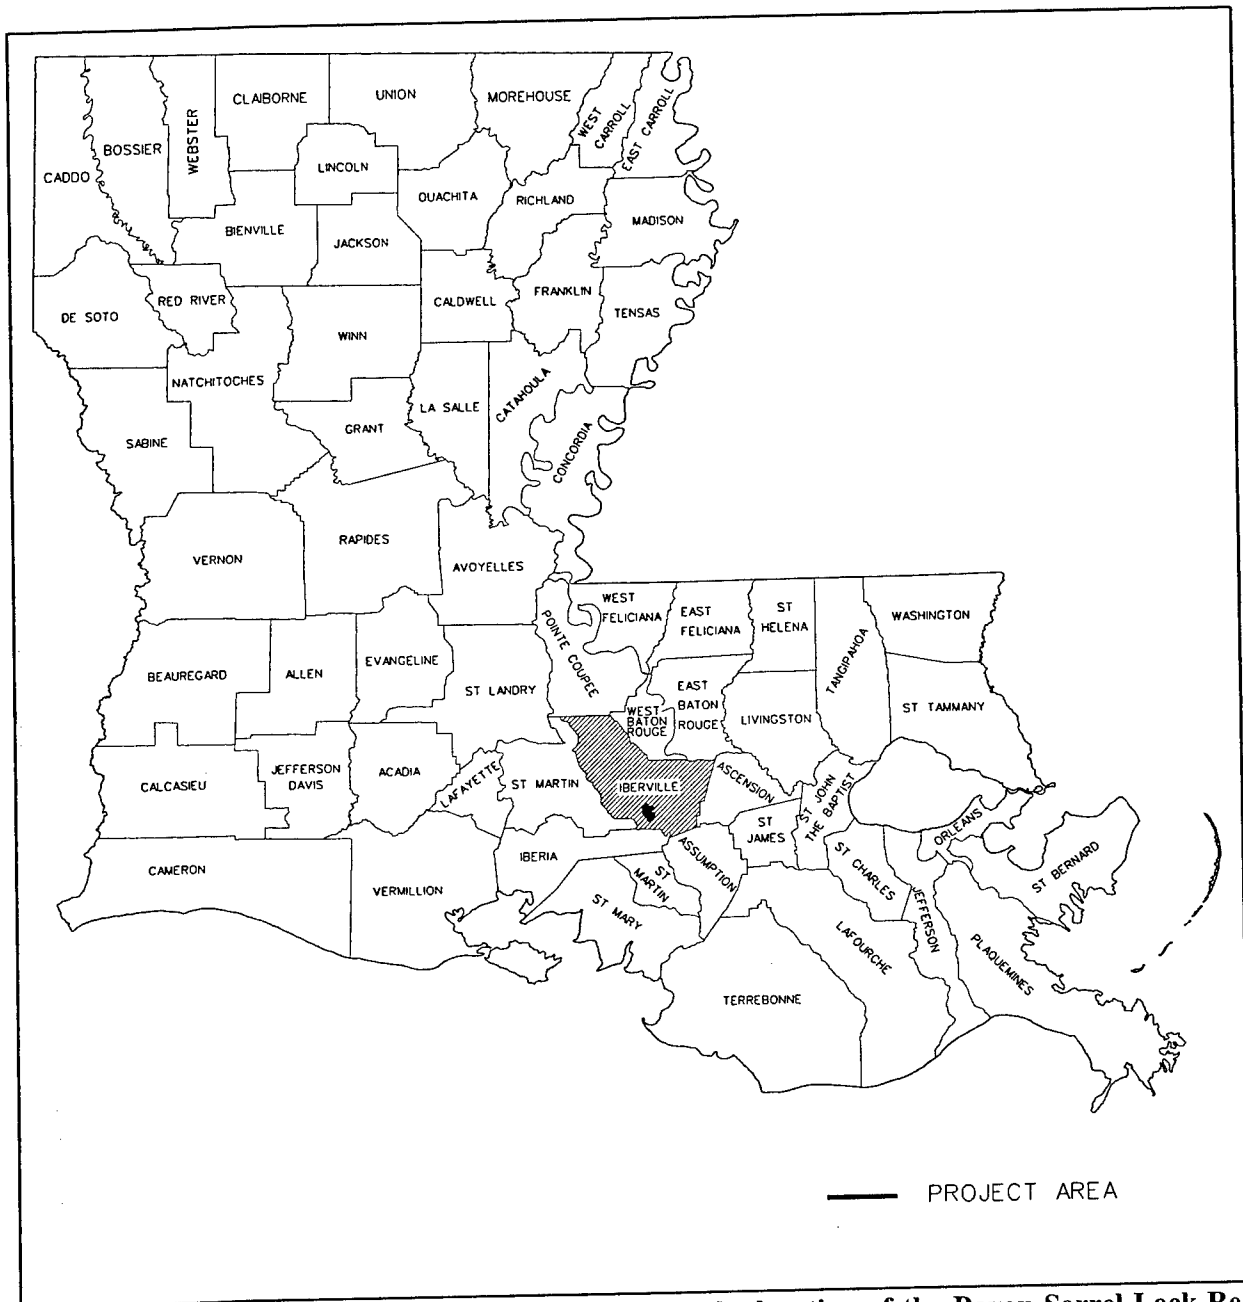 CLAIBORNE
UNION
MOREHOUSE
WEST
CARROLL
EAST CARROLL
WEBSTER
BOSSIER
CADDO
LINCOLN
OUACHITA
RICHLAND
MADISON
BIENVILLE
JACKSON
RED RIVER
CALDWELL
FRANKLIN
TENSAS
DE SOTO
WINN
NATCHITOCHES
CATAHOULA
LA SALLE
GRANT
SABINE
CONCORDIA
RAPIDES
VERNON
AVOYELLES
WEST
FELICIANA
EAST
FELICIANA
ST
HELENA
WASHINGTON
POINTE COUPEE
TANGIPAHOA
EVANGELINE
BEAUREGARD
ALLEN
ST LANDRY
EAST
BATON
ROUGE
WEST
BATON
ROUGE
LIVINGSTON
ST TAMMANY
JEFFERSON
DAVIS
ACADIA
CALCASIEU
LAFAYETTE
ST MARTIN
IBERVILLE
ASCENSION
ST JOHN
THE BAPTIST
ST
JAMES
ORLEANS
IBERIA
ASSUMPTION
ST CHARLES
ST BERNARD
CAMERON
VERMILLION
ST
MARTIN
ST MARY
JEFFERSON
LAFOURCHE
PLAQUEMINES
TERREBONNE
PROJECT AREA